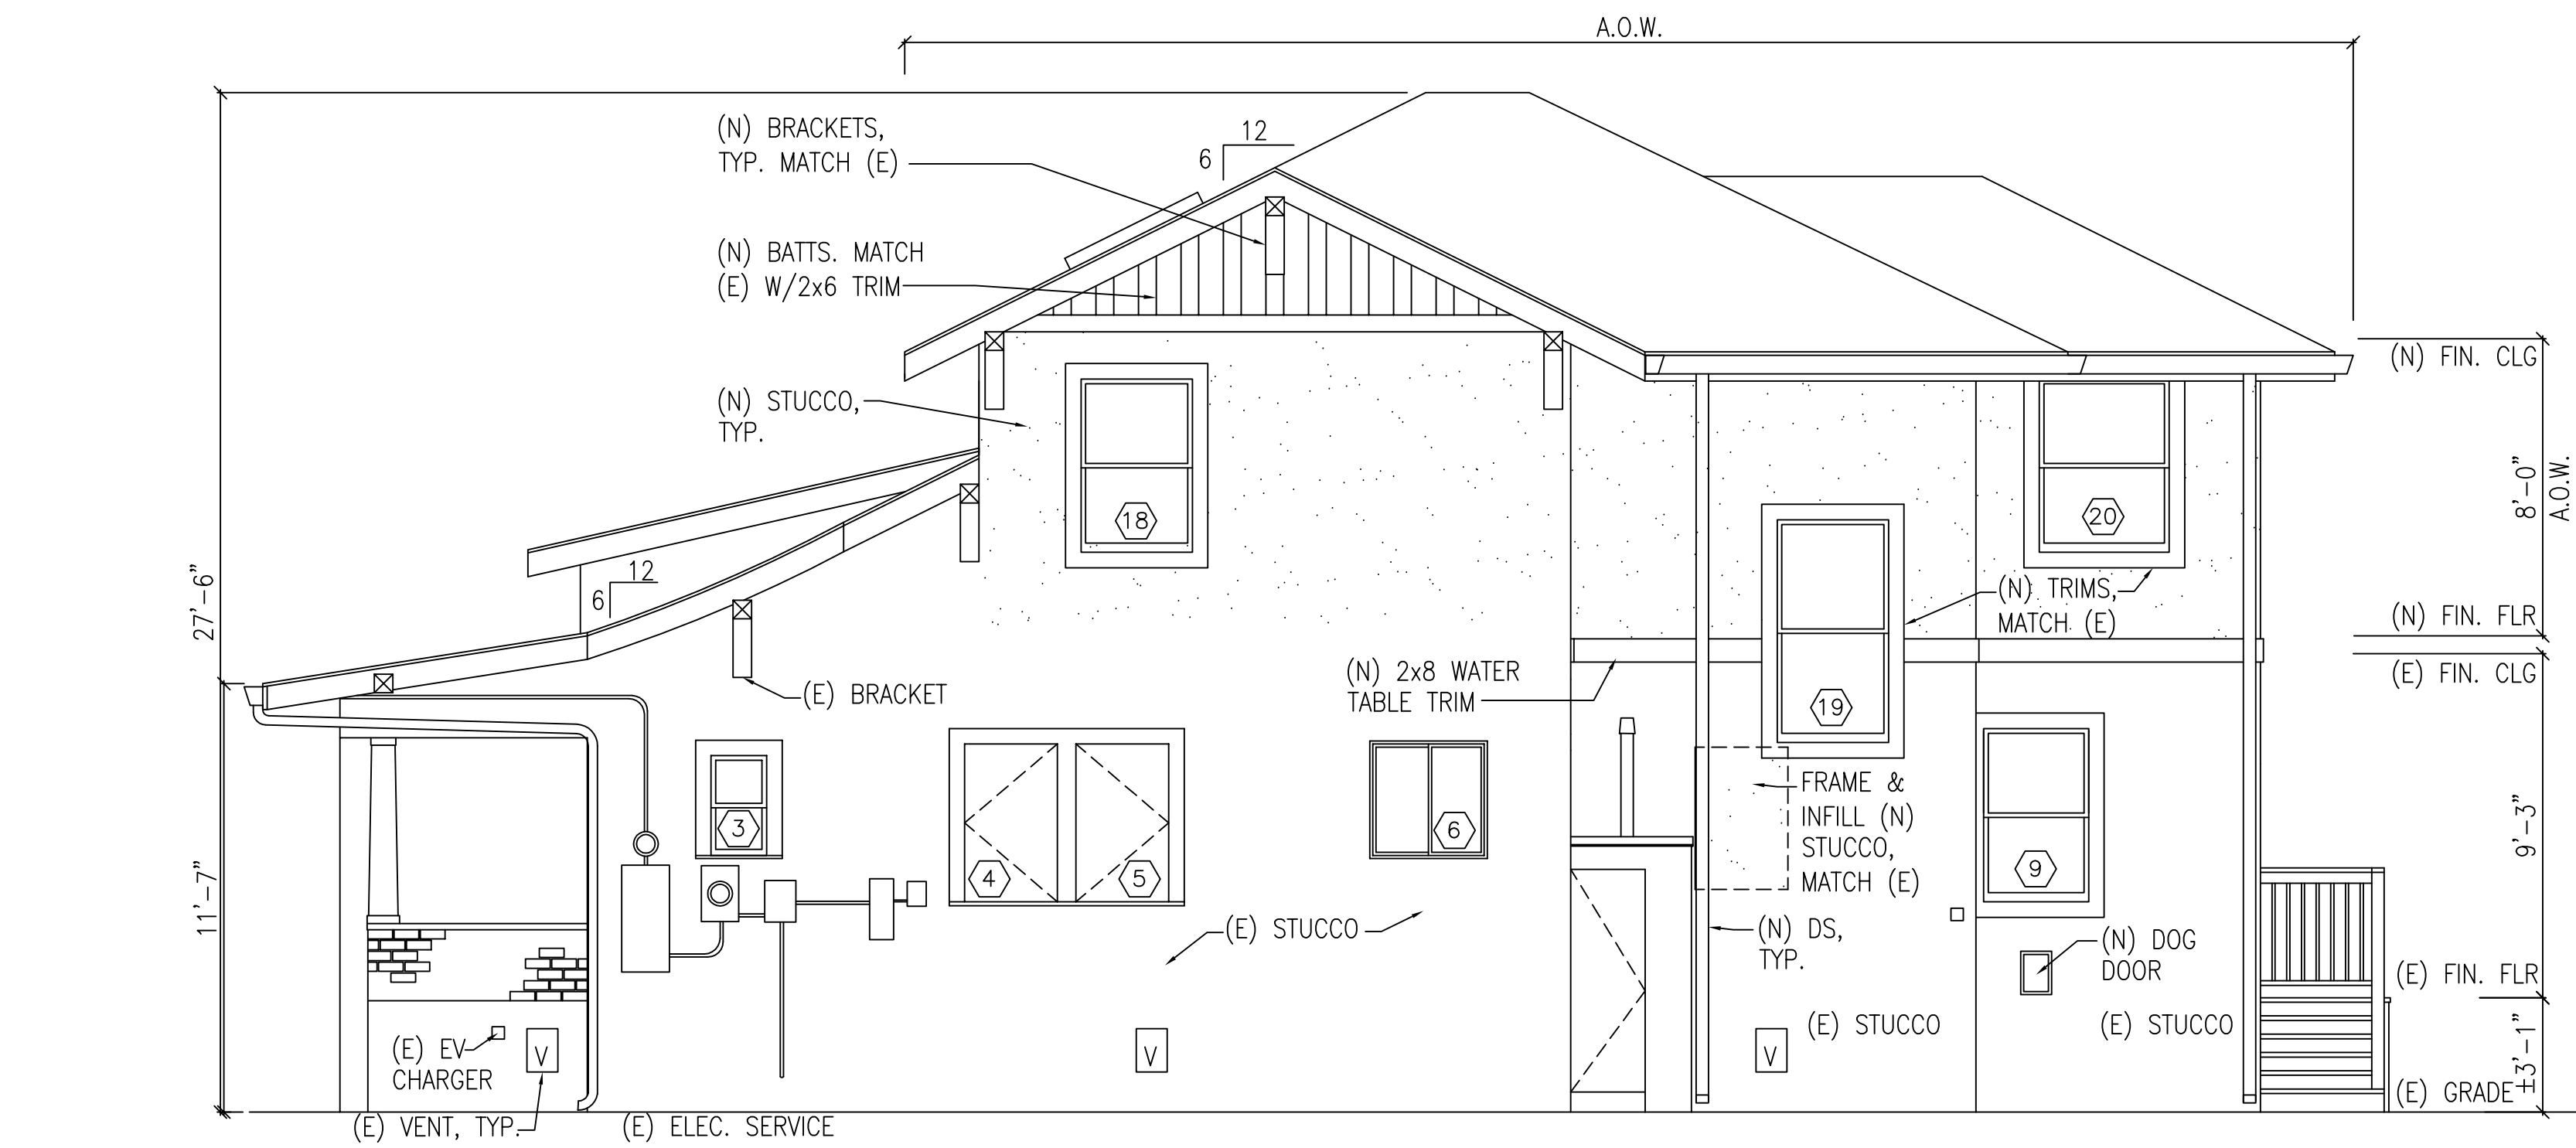 A.O.W.
(N) BRACKETS,
TYP. MATCH (E)
12
6
(N) BATTS. MATCH
(E) W/2x6 TRIM
(N) FIN. CLG
(N) STUCCO,
TYP.
8'-0"
A.O.W.
18
20
12
6
27'-6"
(N) TRIMS,
MATCH (E)
(N) FIN. FLR
(N) 2x8 WATER
TABLE TRIM
(E) FIN. CLG
(E) BRACKET
19
FRAME &
INFILL (N)
STUCCO,
MATCH (E)
3
6
9'-3"
4
5
9
11'-7"
(E) STUCCO
(N) DS,
TYP.
(N) DOG
DOOR
(E) FIN. FLR
(E) STUCCO
(E) STUCCO
(E) EV
CHARGER
V
V
V
±3'-1"
(E) GRADE
(E) VENT, TYP.
(E) ELEC. SERVICE